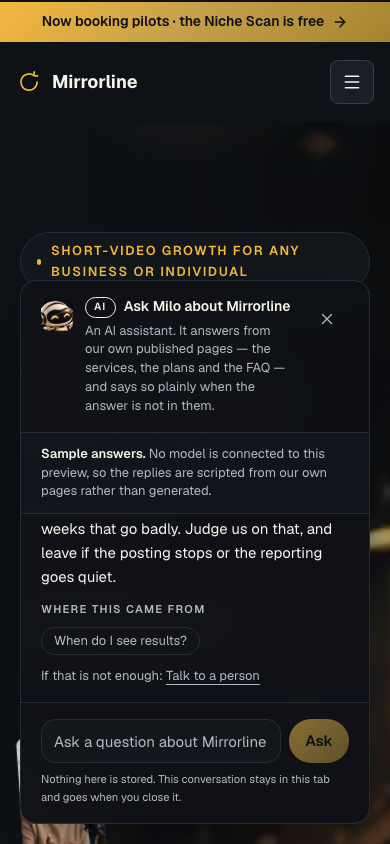 Now booking pilots · the Niche Scan is free →
Mirrorline
SHORT-VIDEO GROWTH FOR ANY
BUSINESS OR INDIVIDUAL
AI Ask Milo about Mirrorline
An AI assistant. It answers from
our own published pages — the
services, the plans and the FAQ —
and says so plainly when the
answer is not in them.
Sample answers. No model is connected to this
preview, so the replies are scripted from our own
pages rather than generated.
weeks that go badly. Judge us on that, and
leave if the posting stops or the reporting
goes quiet.
WHERE THIS CAME FROM
When do I see results?
If that is not enough: Talk to a person
Ask a question about Mirrorline
Ask
Nothing here is stored. This conversation stays in this tab
and goes when you close it.